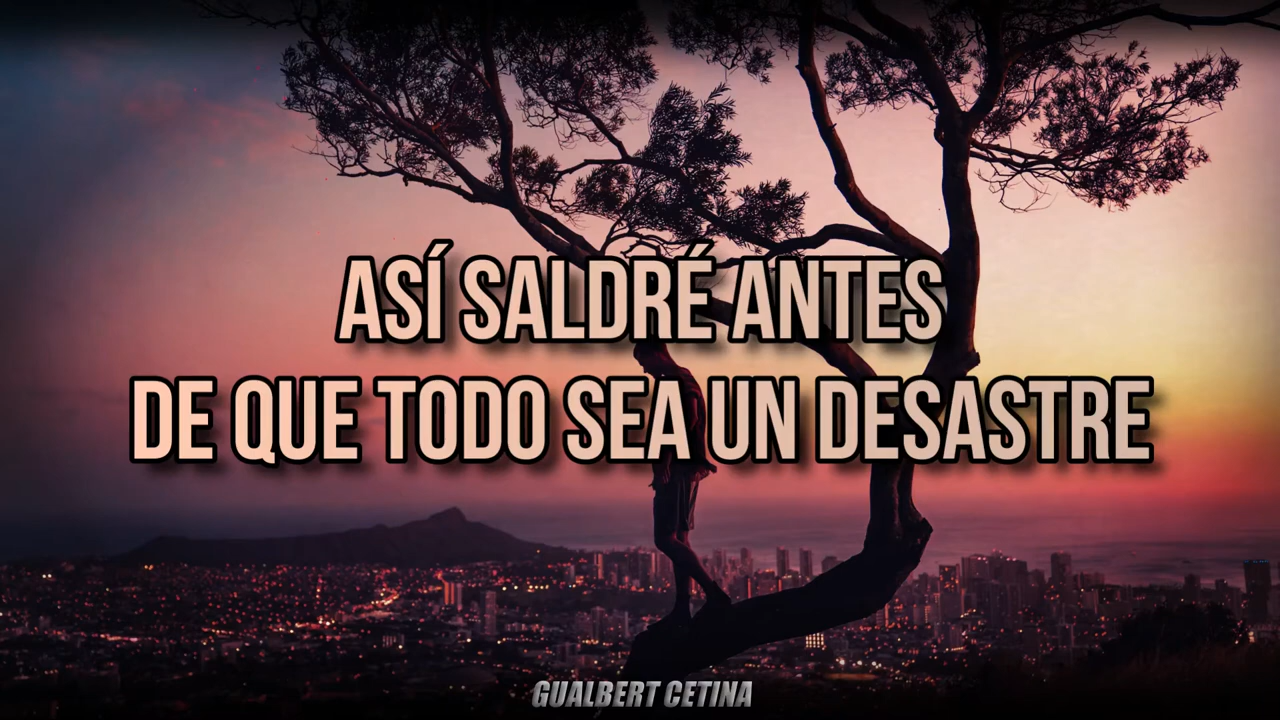 ASÍ SALDRÉ ANTES
DE QUE TODO SEA UN DESASTRE
GUALBERT CETINA